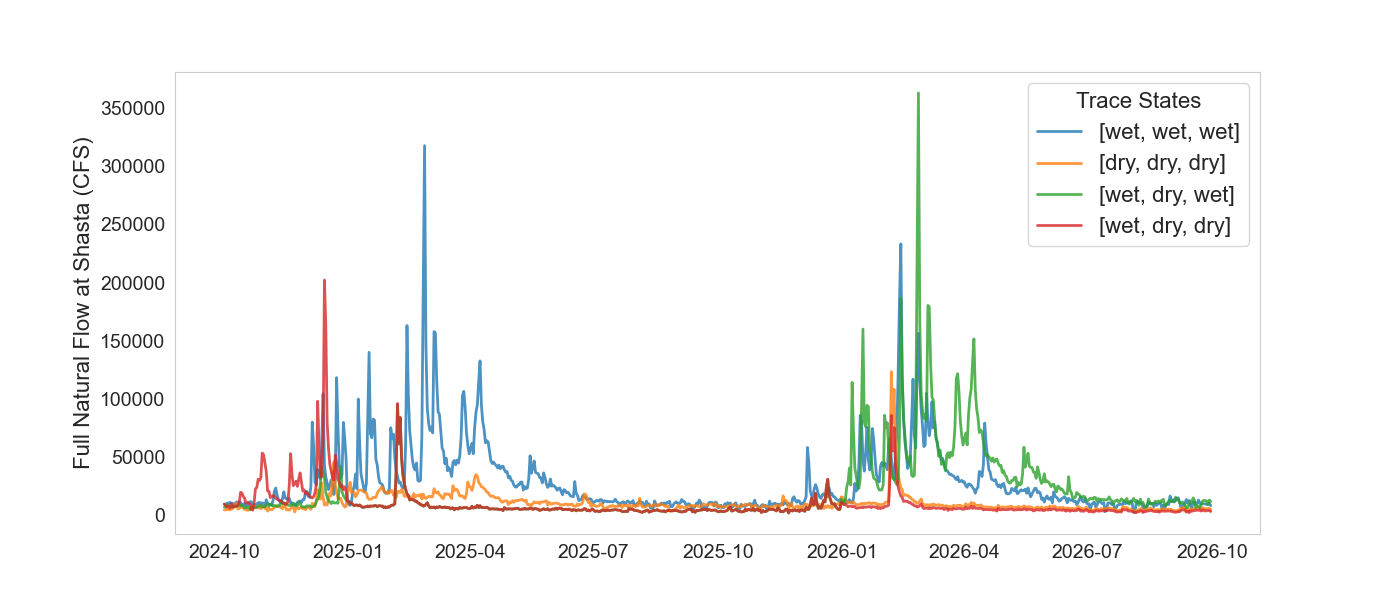 Full Natural Flow at Shasta (CFS)
350000
300000
250000
200000
150000
100000
50000
0
2024-10 2025-01 2025-04 2025-07 2025-10 2026-01 2026-04 2026-07 2026-10
Trace States
[wet, wet, wet]
[dry, dry, dry]
[wet, dry, wet]
[wet, dry, dry]